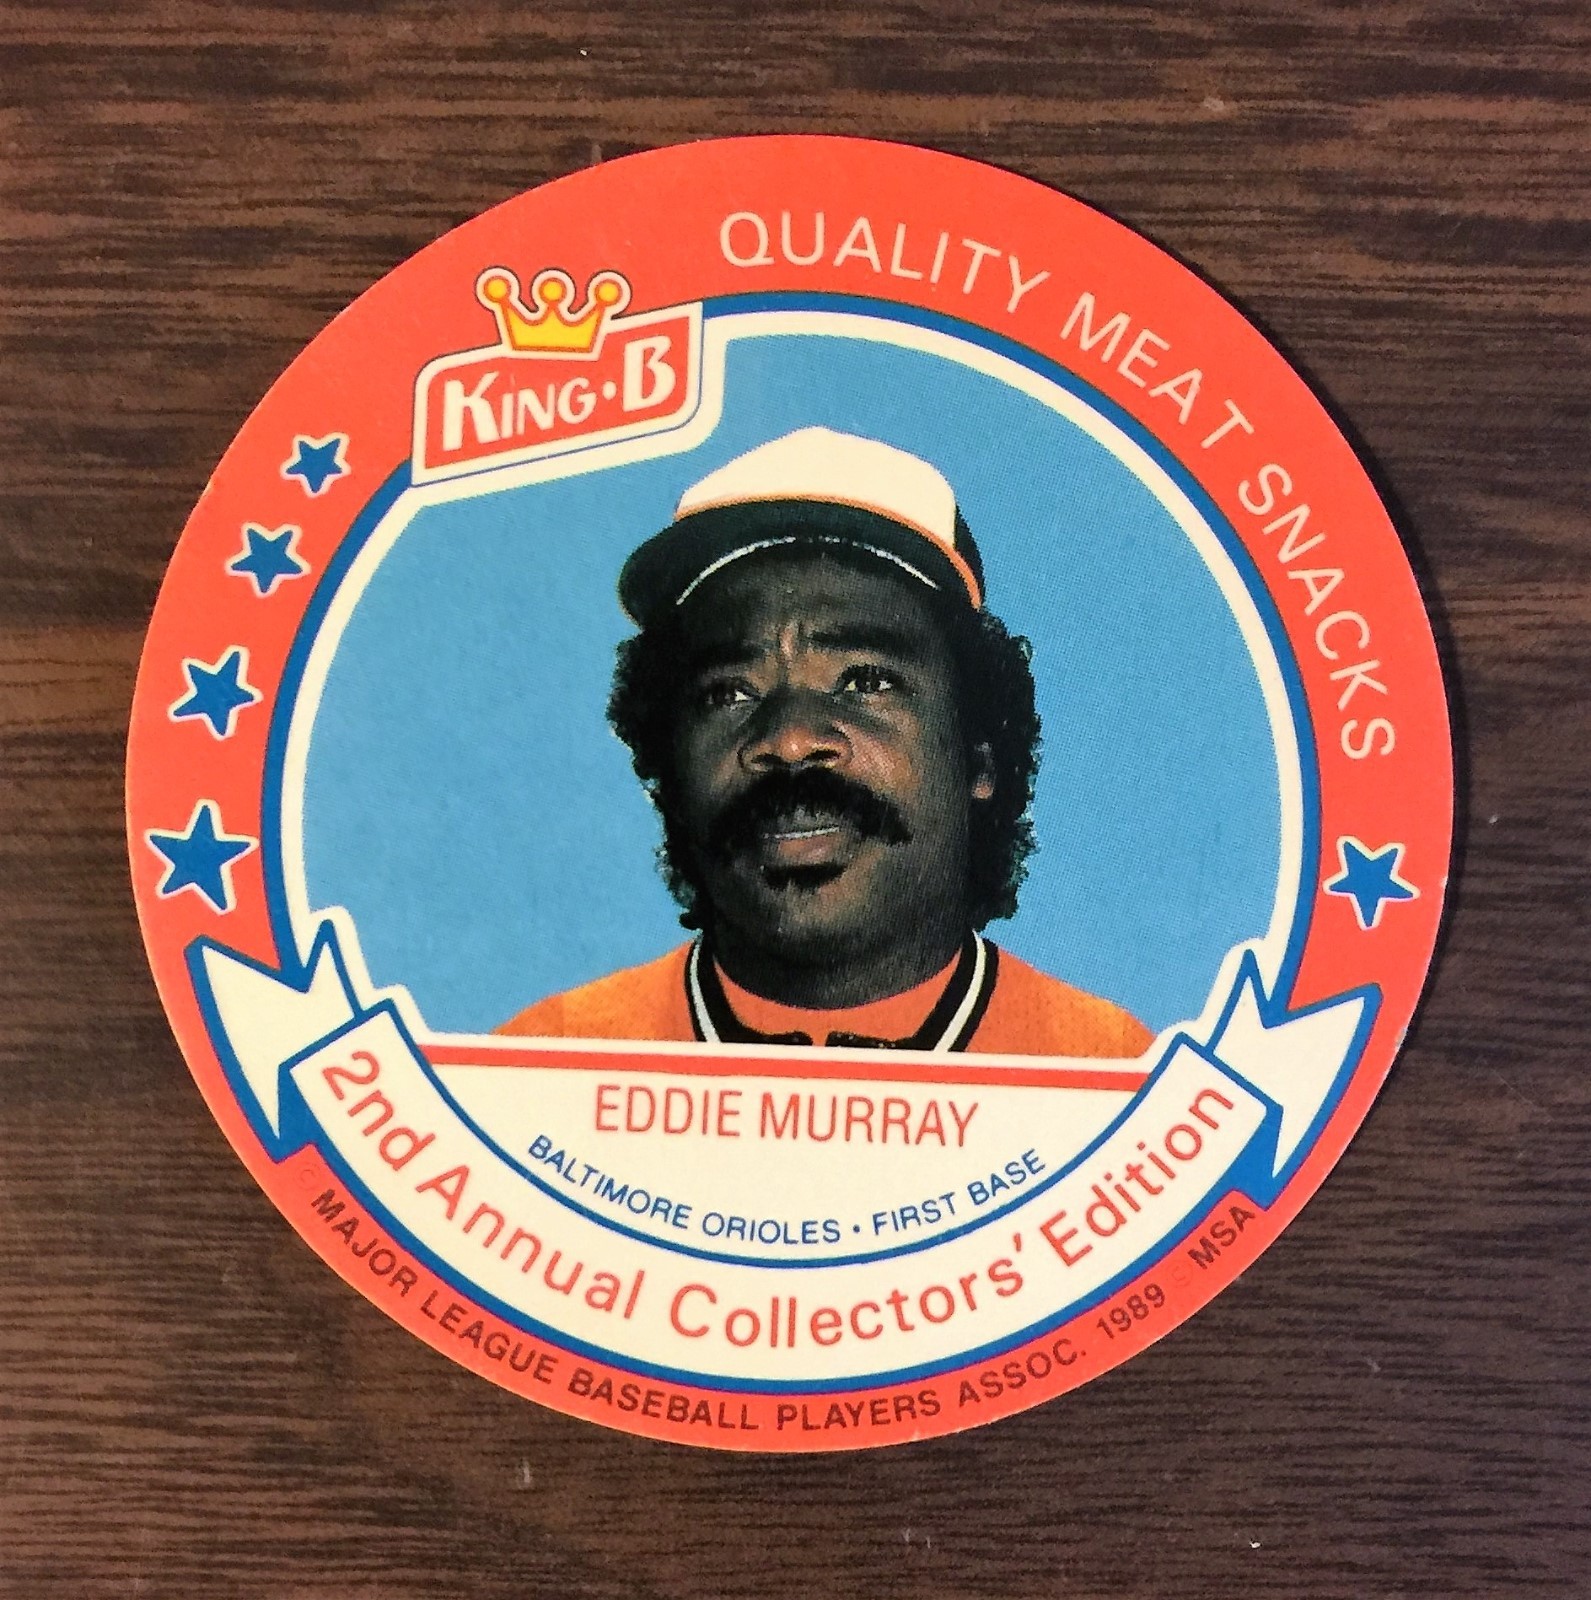 QUALITY MEAT SNACKS
KING·B
EDDIE MURRAY
BALTIMORE ORIOLES • FIRST BASE
2nd Annual Collectors' Edition
© MAJOR LEAGUE BASEBALL PLAYERS ASSOC. 1989 © MSA